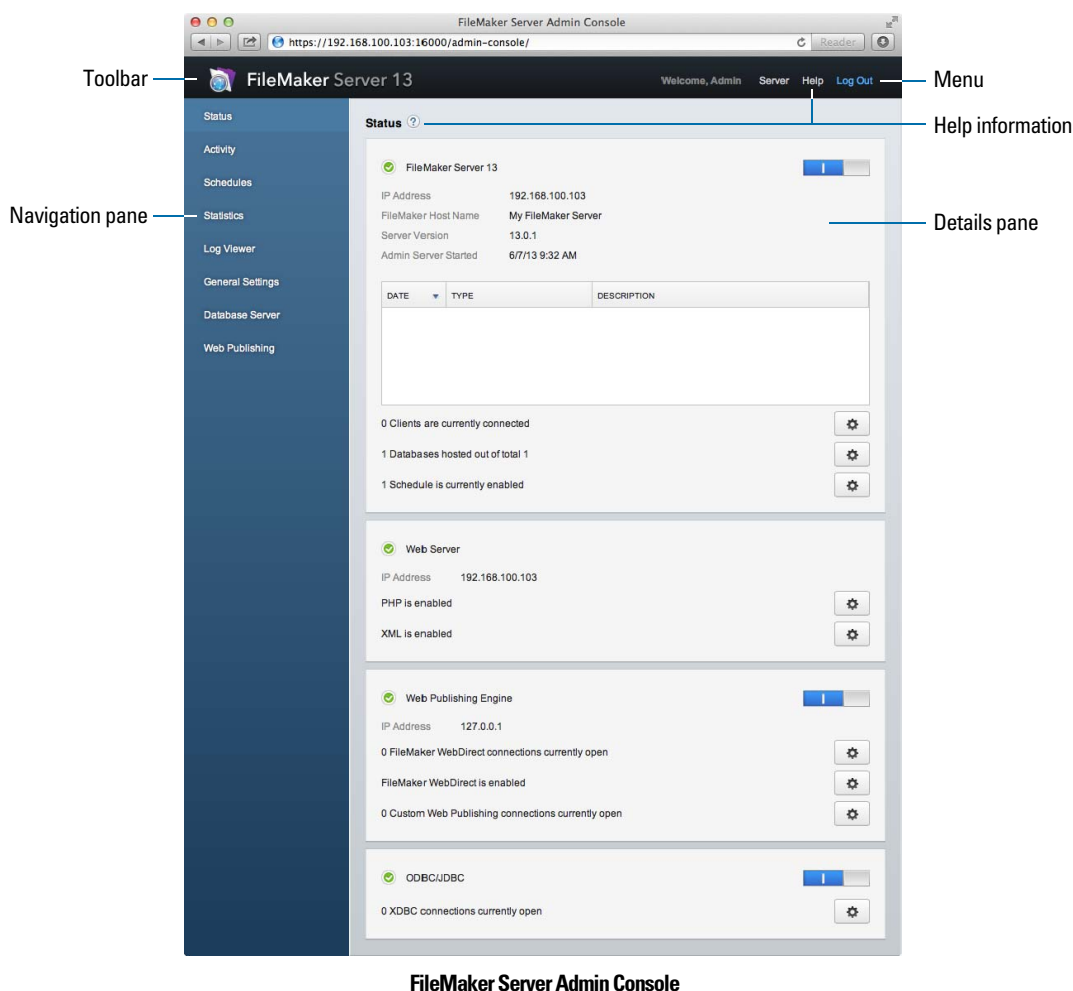 FileMaker Server Admin Console
https://192.168.100.103:16000/admin-console/
Reader
Toolbar
FileMaker Server 13
Welcome, Admin Server Help Log Out
Menu
Help information
Navigation pane
Details pane
Status
Activity
Schedules
Statistics
Log Viewer
General Settings
Database Server
Web Publishing
Status ?
FileMaker Server 13
IP Address 192.168.100.103
FileMaker Host Name My FileMaker Server
Server Version 13.0.1
Admin Server Started 6/7/13 9:32 AM
DATE TYPE DESCRIPTION
0 Clients are currently connected
1 Databases hosted out of total 1
1 Schedule is currently enabled
Web Server
IP Address 192.168.100.103
PHP is enabled
XML is enabled
Web Publishing Engine
IP Address 127.0.0.1
0 FileMaker WebDirect connections currently open
FileMaker WebDirect is enabled
0 Custom Web Publishing connections currently open
ODBC/JDBC
0 XDBC connections currently open
FileMaker Server Admin Console